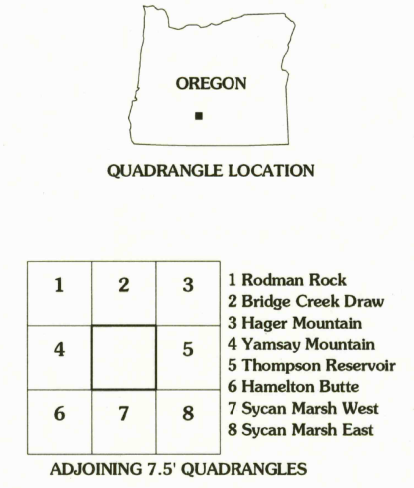 OREGON
QUADRANGLE LOCATION
1 2 3
4 5
6 7 8
1 Rodman Rock
2 Bridge Creek Draw
3 Hager Mountain
4 Yamsay Mountain
5 Thompson Reservoir
6 Hamelton Butte
7 Sycan Marsh West
8 Sycan Marsh East
ADJOINING 7.5' QUADRANGLES